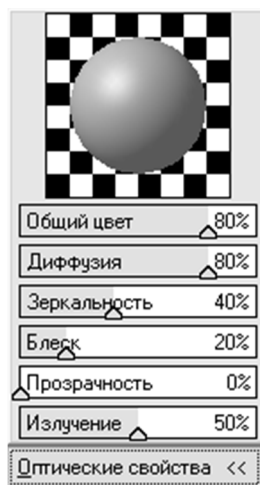 Общий цвет 80%
Диффузия 80%
Зеркальность 40%
Блеск 20%
Прозрачность 0%
Излучение 50%
Оптические свойства <<